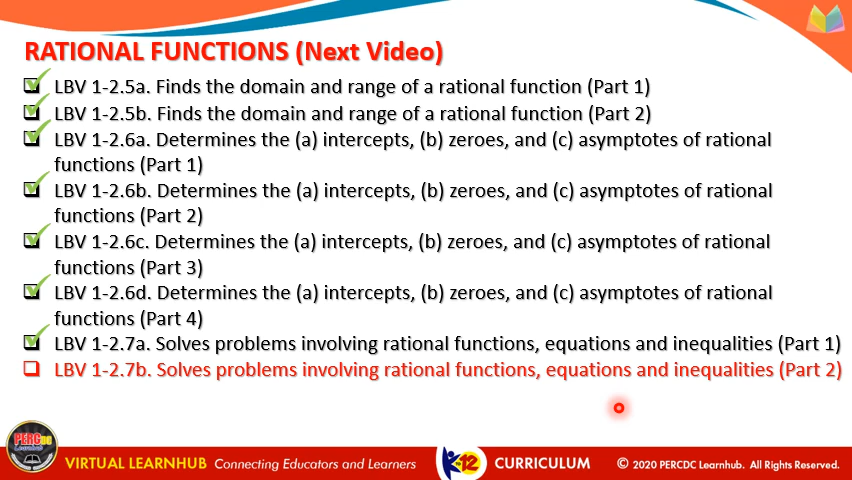 RATIONAL FUNCTIONS (Next Video)
LBV 1-2.5a. Finds the domain and range of a rational function (Part 1)
LBV 1-2.5b. Finds the domain and range of a rational function (Part 2)
LBV 1-2.6a. Determines the (a) intercepts, (b) zeroes, and (c) asymptotes of rational
functions (Part 1)
LBV 1-2.6b. Determines the (a) intercepts, (b) zeroes, and (c) asymptotes of rational
functions (Part 2)
LBV 1-2.6c. Determines the (a) intercepts, (b) zeroes, and (c) asymptotes of rational
functions (Part 3)
LBV 1-2.6d. Determines the (a) intercepts, (b) zeroes, and (c) asymptotes of rational
functions (Part 4)
LBV 1-2.7a. Solves problems involving rational functions, equations and inequalities (Part 1)
LBV 1-2.7b. Solves problems involving rational functions, equations and inequalities (Part 2)
PERCDC
Learnhub
VIRTUAL LEARNHUB Connecting Educators and Learners
K to 12
CURRICULUM
© 2020 PERCDC Learnhub. All Rights Reserved.